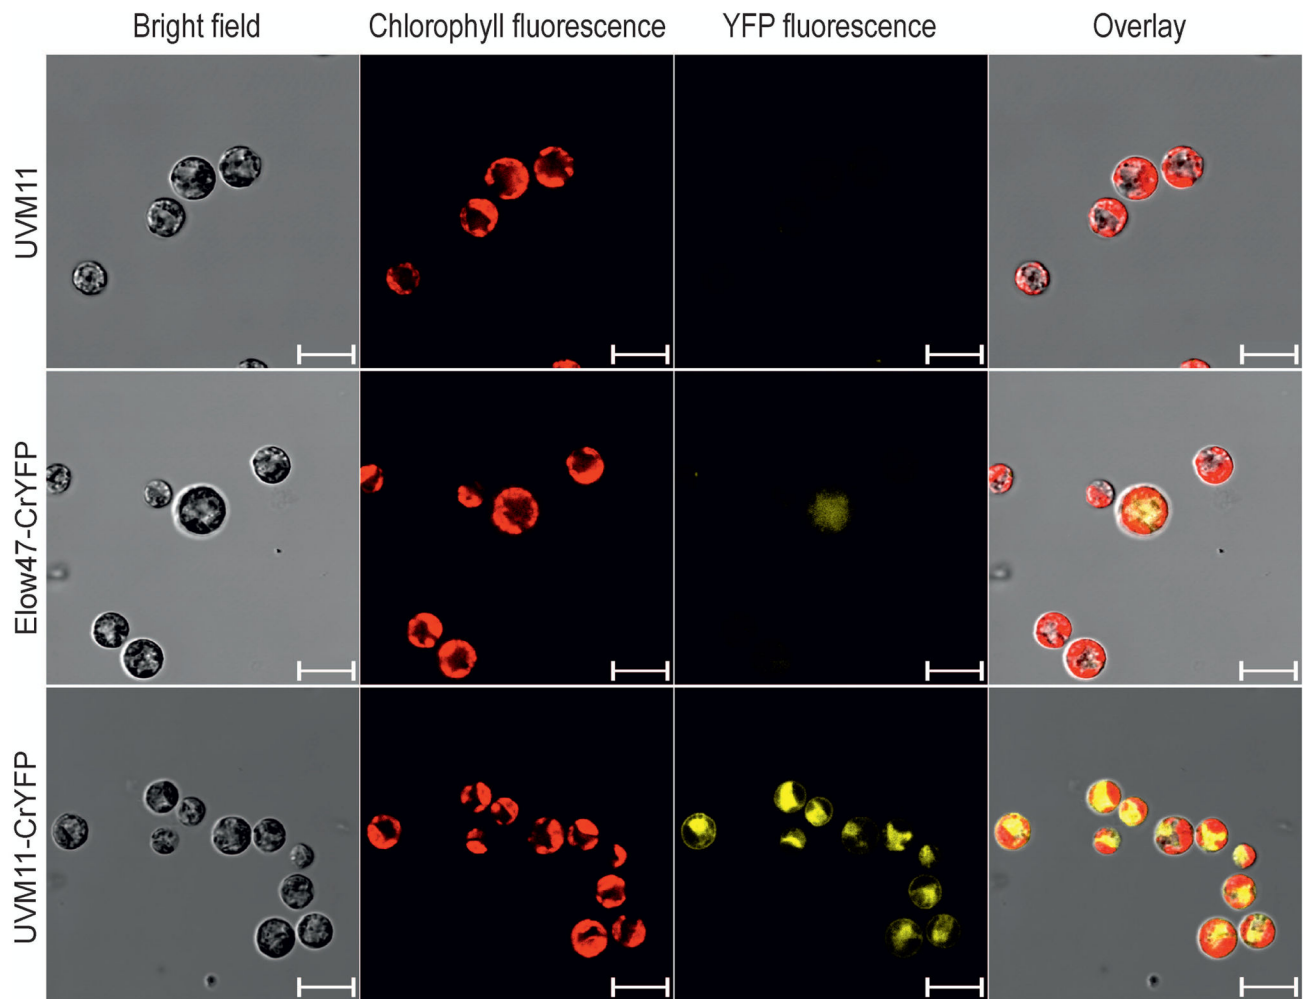 Bright field
Chlorophyll fluorescence
YFP fluorescence
Overlay
UVM11
Elow47-CrYFP
UVM11-CrYFP